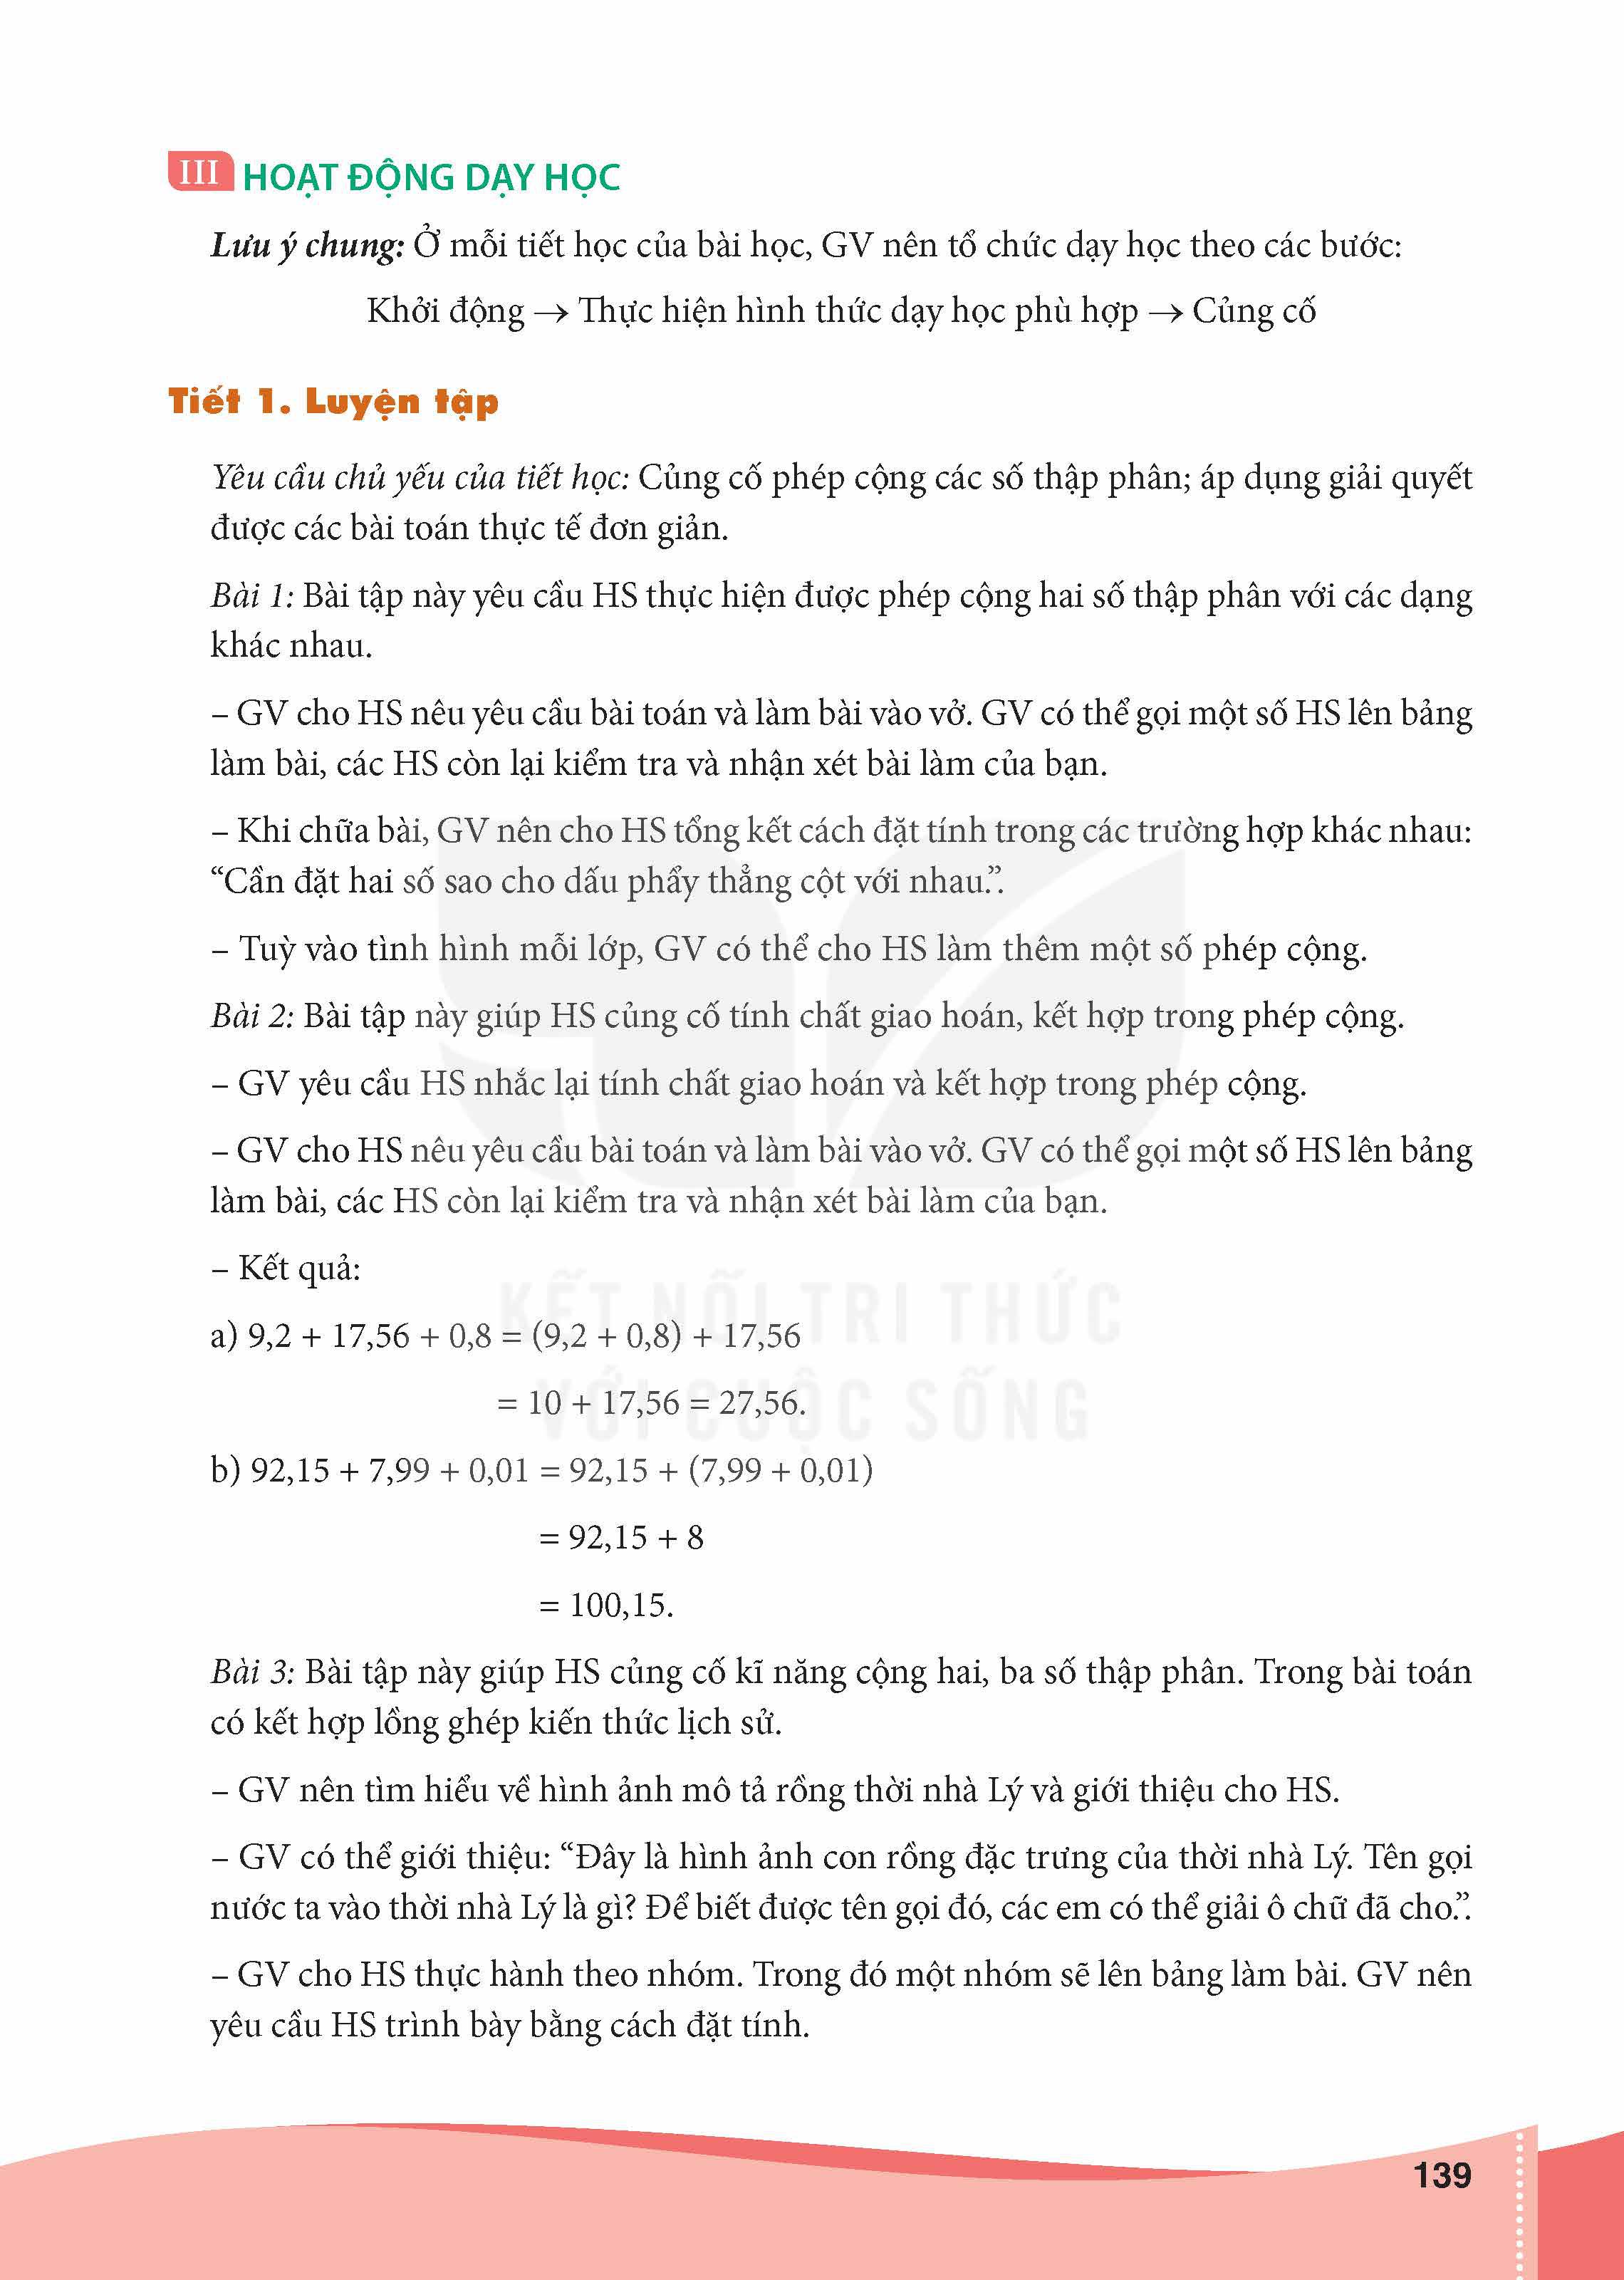 III HOẠT ĐỘNG DẠY HỌC
Lưu ý chung: Ở mỗi tiết học của bài học, GV nên tổ chức dạy học theo các bước:
Khởi động → Thực hiện hình thức dạy học phù hợp → Củng cố
Tiết 1. Luyện tập
Yêu cầu chủ yếu của tiết học: Củng cố phép cộng các số thập phân; áp dụng giải quyết
được các bài toán thực tế đơn giản.
Bài 1: Bài tập này yêu cầu HS thực hiện được phép cộng hai số thập phân với các dạng
khác nhau.
– GV cho HS nêu yêu cầu bài toán và làm bài vào vở. GV có thể gọi một số HS lên bảng
làm bài, các HS còn lại kiểm tra và nhận xét bài làm của bạn.
– Khi chữa bài, GV nên cho HS tổng kết cách đặt tính trong các trường hợp khác nhau:
“Cần đặt hai số sao cho dấu phẩy thẳng cột với nhau.”.
– Tuỳ vào tình hình mỗi lớp, GV có thể cho HS làm thêm một số phép cộng.
Bài 2: Bài tập này giúp HS củng cố tính chất giao hoán, kết hợp trong phép cộng.
– GV yêu cầu HS nhắc lại tính chất giao hoán và kết hợp trong phép cộng.
– GV cho HS nêu yêu cầu bài toán và làm bài vào vở. GV có thể gọi một số HS lên bảng
làm bài, các HS còn lại kiểm tra và nhận xét bài làm của bạn.
– Kết quả:
KẾT NỐI TRI THỨC
a) 9,2 + 17,56 + 0,8 = (9,2 + 0,8) + 17,56
VỚI CUỘC SỐNG
= 10 + 17,56 = 27,56.
b) 92,15 + 7,99 + 0,01 = 92,15 + (7,99 + 0,01)
= 92,15 + 8
= 100,15.
Bài 3: Bài tập này giúp HS củng cố kĩ năng cộng hai, ba số thập phân. Trong bài toán
có kết hợp lồng ghép kiến thức lịch sử.
– GV nên tìm hiểu về hình ảnh mô tả rồng thời nhà Lý và giới thiệu cho HS.
– GV có thể giới thiệu: “Đây là hình ảnh con rồng đặc trưng của thời nhà Lý. Tên gọi
nước ta vào thời nhà Lý là gì? Để biết được tên gọi đó, các em có thể giải ô chữ đã cho.”.
– GV cho HS thực hành theo nhóm. Trong đó một nhóm sẽ lên bảng làm bài. GV nên
yêu cầu HS trình bày bằng cách đặt tính.
139